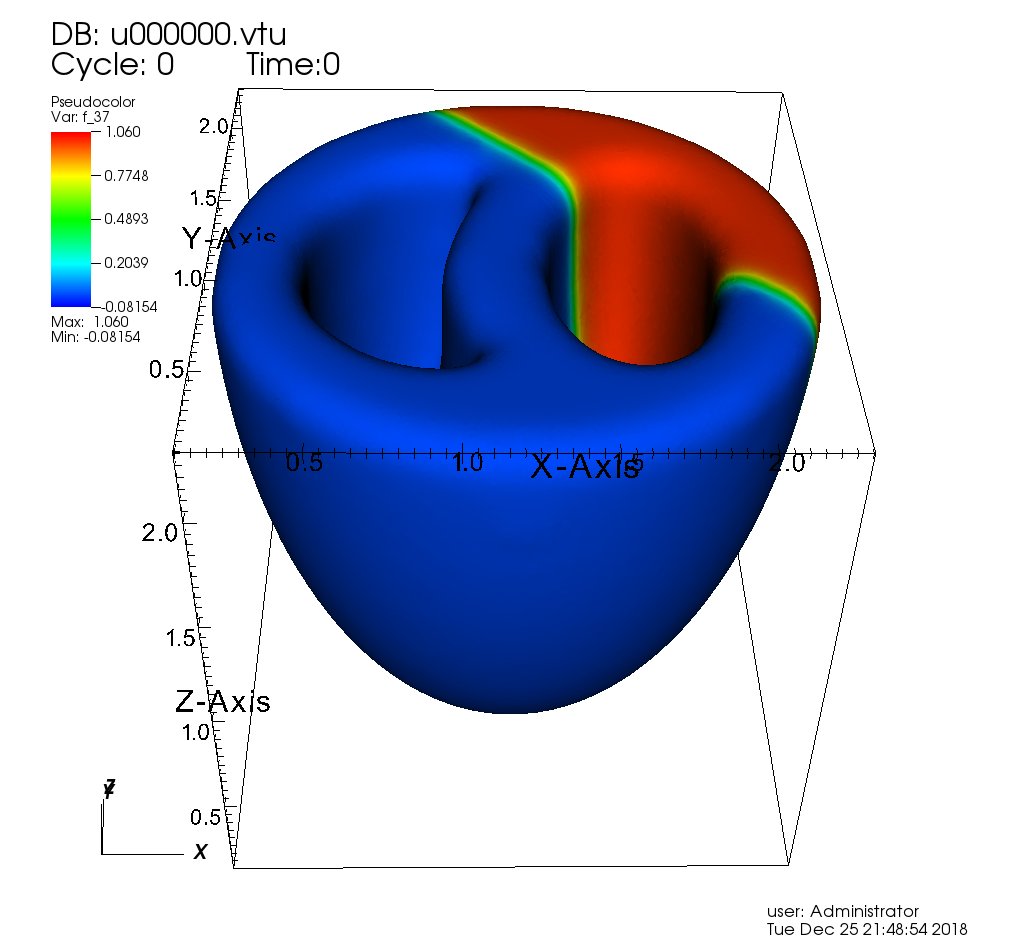 DB: u000000.vtu
Cycle: 0 Time:0
Pseudocolor
Var: f_37
1.060
0.7748
0.4893
0.2039
-0.08154
Max: 1.060
Min: -0.08154
2.0
1.5
Y-Axis
1.0
0.5
0.5
1.0
X-Axis
2.0
2.0
1.5
Z-Axis
1.0
0.5
X
user: Administrator
Tue Dec 25 21:48:54 2018